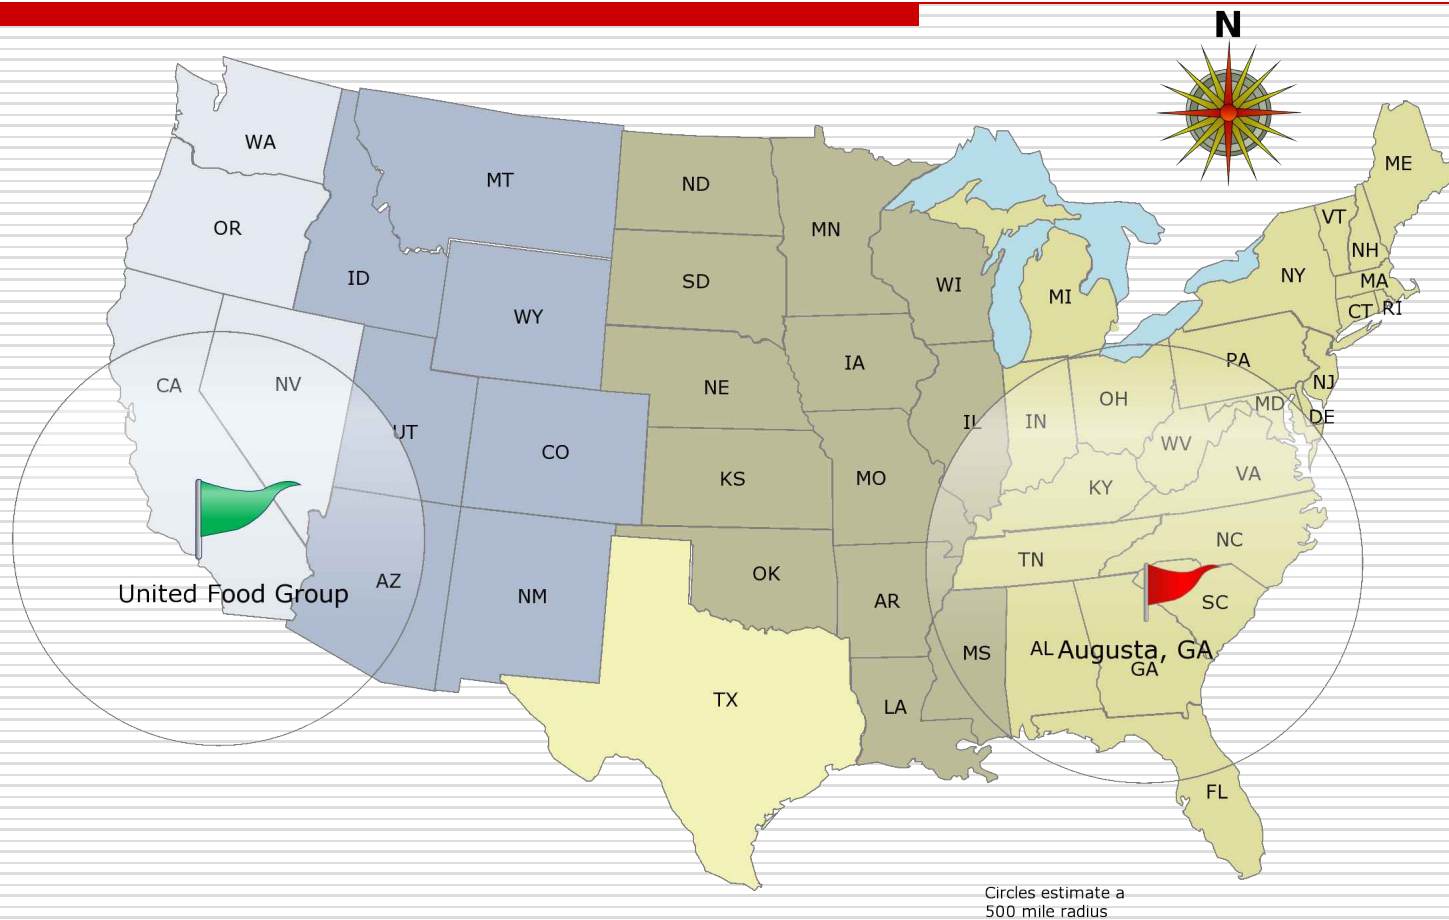 N
WA
MT
ND
MN
ME
VT
NH
OR
ID
SD
WI
MI
NY
MA
CT
RI
WY
IA
PA
NJ
CA
NV
NE
IL
IN
OH
MD
DE
UT
CO
KS
MO
KY
WV
VA
AZ
NM
OK
AR
TN
NC
SC
United Food Group
MS
AL
Augusta, GA
GA
TX
LA
FL
Circles estimate a
500 mile radius